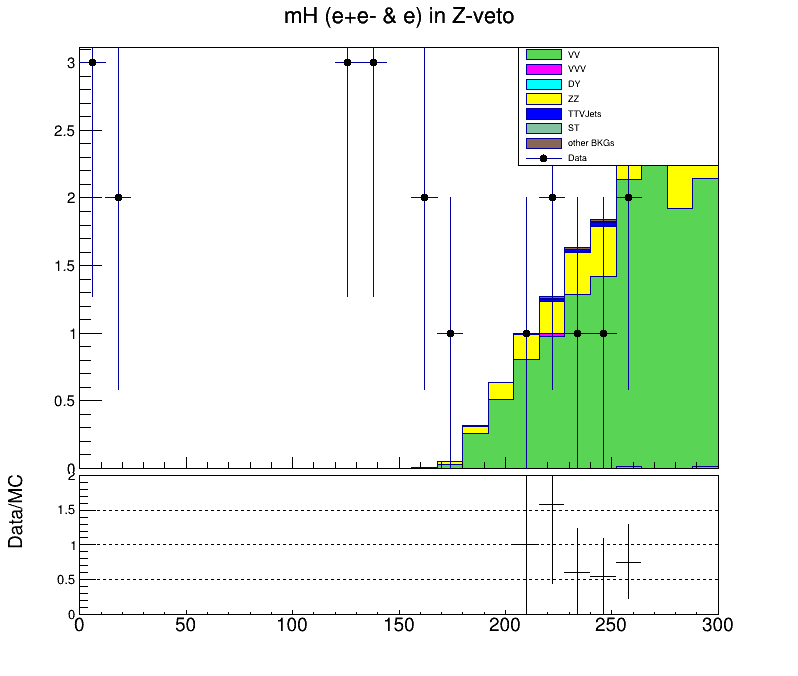 mH (e+e- & e) in Z-veto
3
2.5
2
1.5
1
0.5
0
VV
VVV
DY
ZZ
TTVJets
ST
other BKGs
Data
Data/MC
2
1.5
1
0.5
0
0 50 100 150 200 250 300